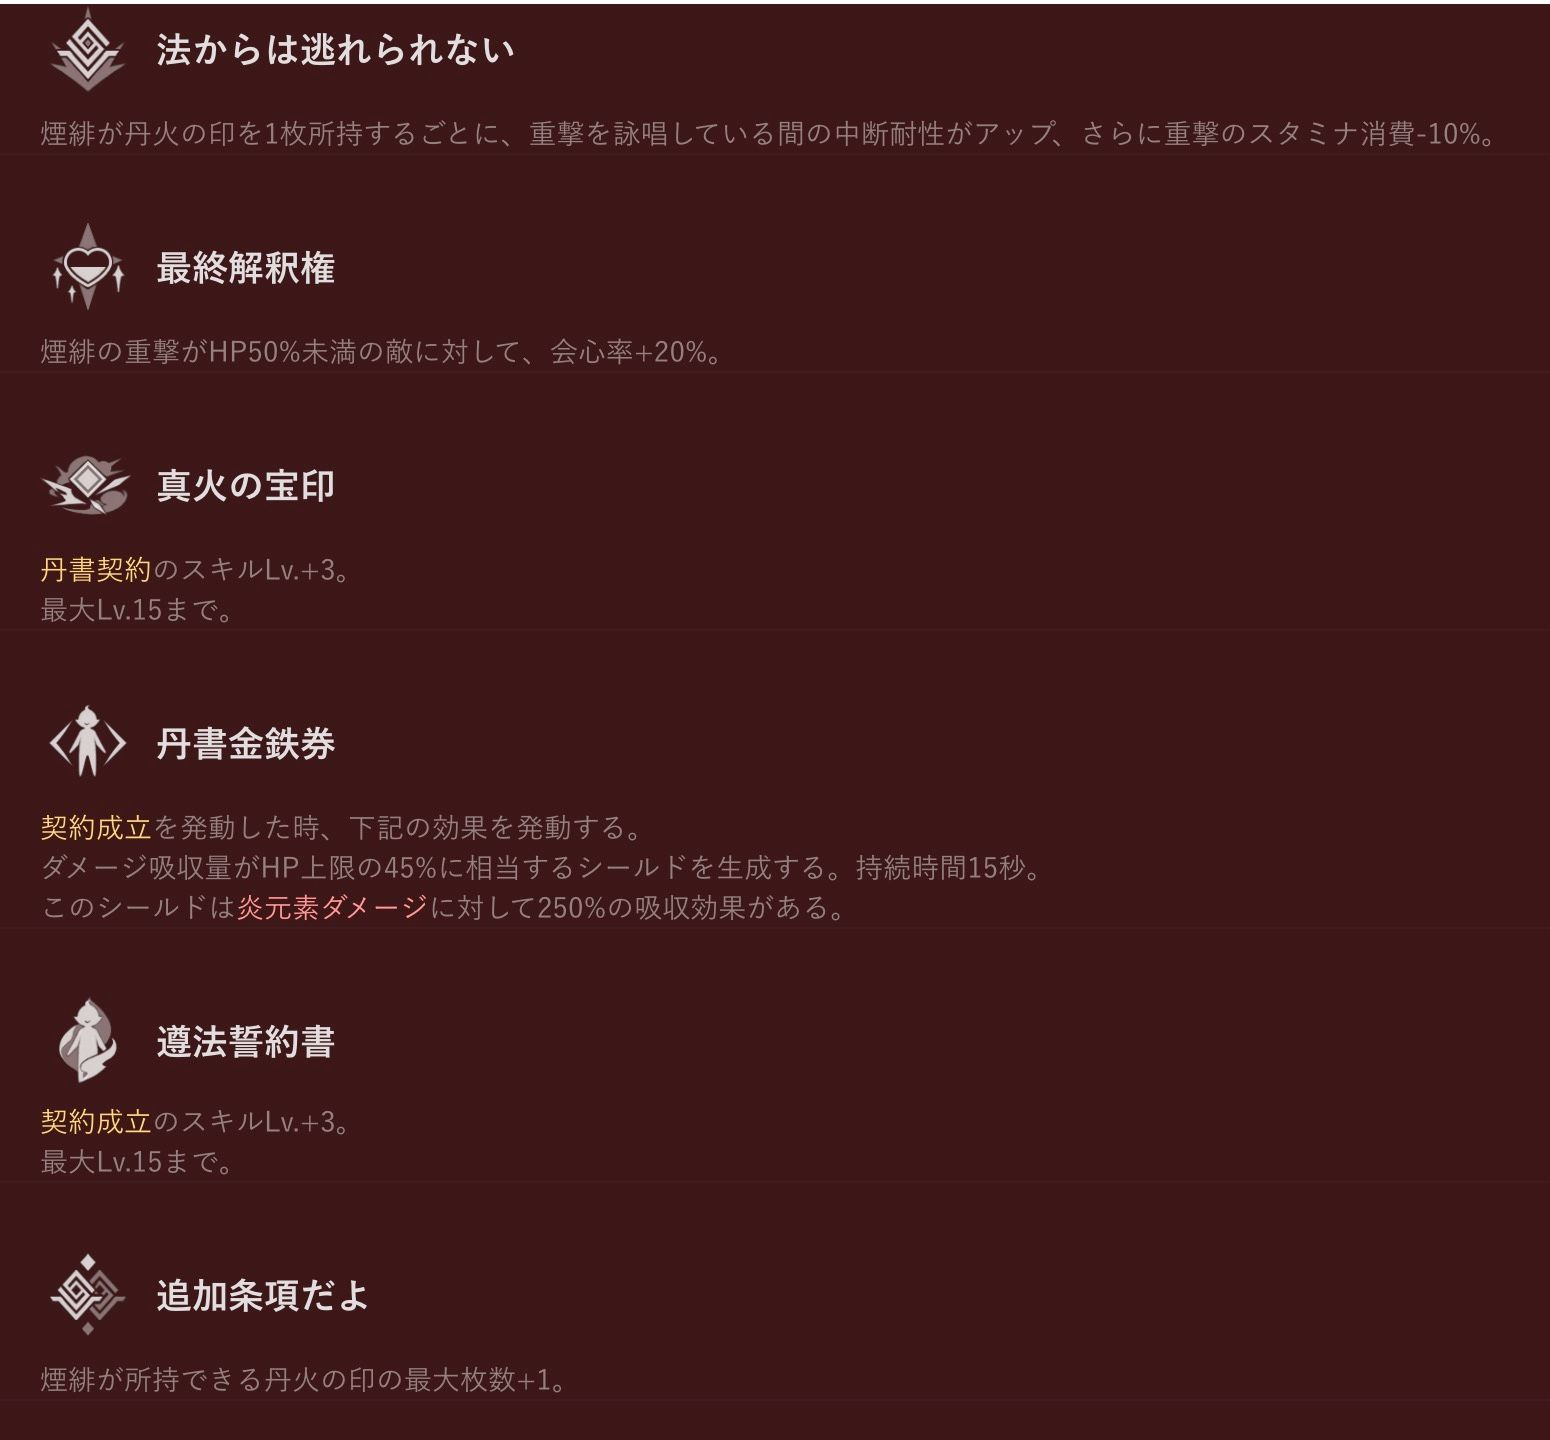 法からは逃れられない
煙緋が丹火の印を1枚所持するごとに、重撃を詠唱している間の中断耐性がアップ、さらに重撃のスタミナ消費-10%。
最終解釈権
煙緋の重撃がHP50%未満の敵に対して、会心率+20%。
真火の宝印
丹書契約のスキルLv.+3。
最大Lv.15まで。
丹書金鉄券
契約成立を発動した時、下記の効果を発動する。
ダメージ吸収量がHP上限の45%に相当するシールドを生成する。持続時間15秒。
このシールドは炎元素ダメージに対して250%の吸収効果がある。
遵法誓約書
契約成立のスキルLv.+3。
最大Lv.15まで。
追加条項だよ
煙緋が所持できる丹火の印の最大枚数+1。